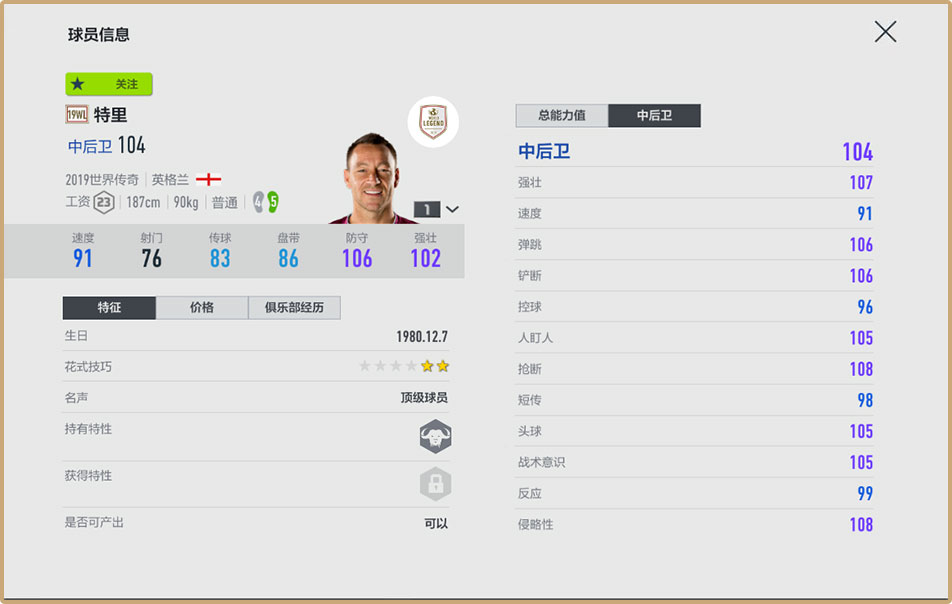 球员信息
关注
19WL 特里
中后卫 104
2019世界传奇 英格兰
工资 23 187cm 90kg 普通 4 5
LEGEND
1
速度 射门 传球 盘带 防守 强壮
91 76 83 86 106 102
特征 价格 俱乐部经历
生日 1980.12.7
花式技巧
名声 顶级球员
持有特性
获得特性
是否可产出 可以
总能力值 中后卫
中后卫 104
强壮 107
速度 91
弹跳 106
铲断 106
控球 96
人盯人 105
抢断 108
短传 98
头球 105
战术意识 105
反应 99
侵略性 108